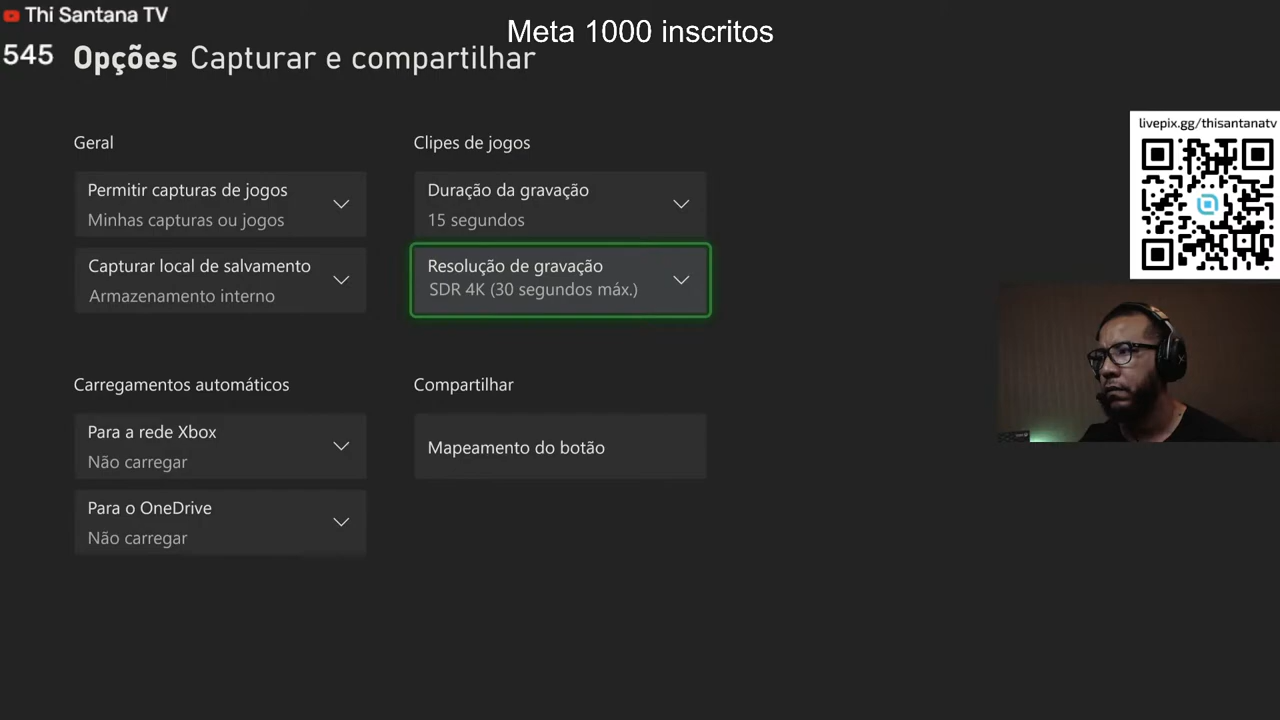 Thi Santana TV
Meta 1000 inscritos
545
Opções Capturar e compartilhar
livepix.gg/thisantanatv
Geral
Permitir capturas de jogos
Minhas capturas ou jogos
Capturar local de salvamento
Armazenamento interno
Clipes de jogos
Duração da gravação
15 segundos
Resolução de gravação
SDR 4K (30 segundos máx.)
Carregamentos automáticos
Para a rede Xbox
Não carregar
Para o OneDrive
Não carregar
Compartilhar
Mapeamento do botão